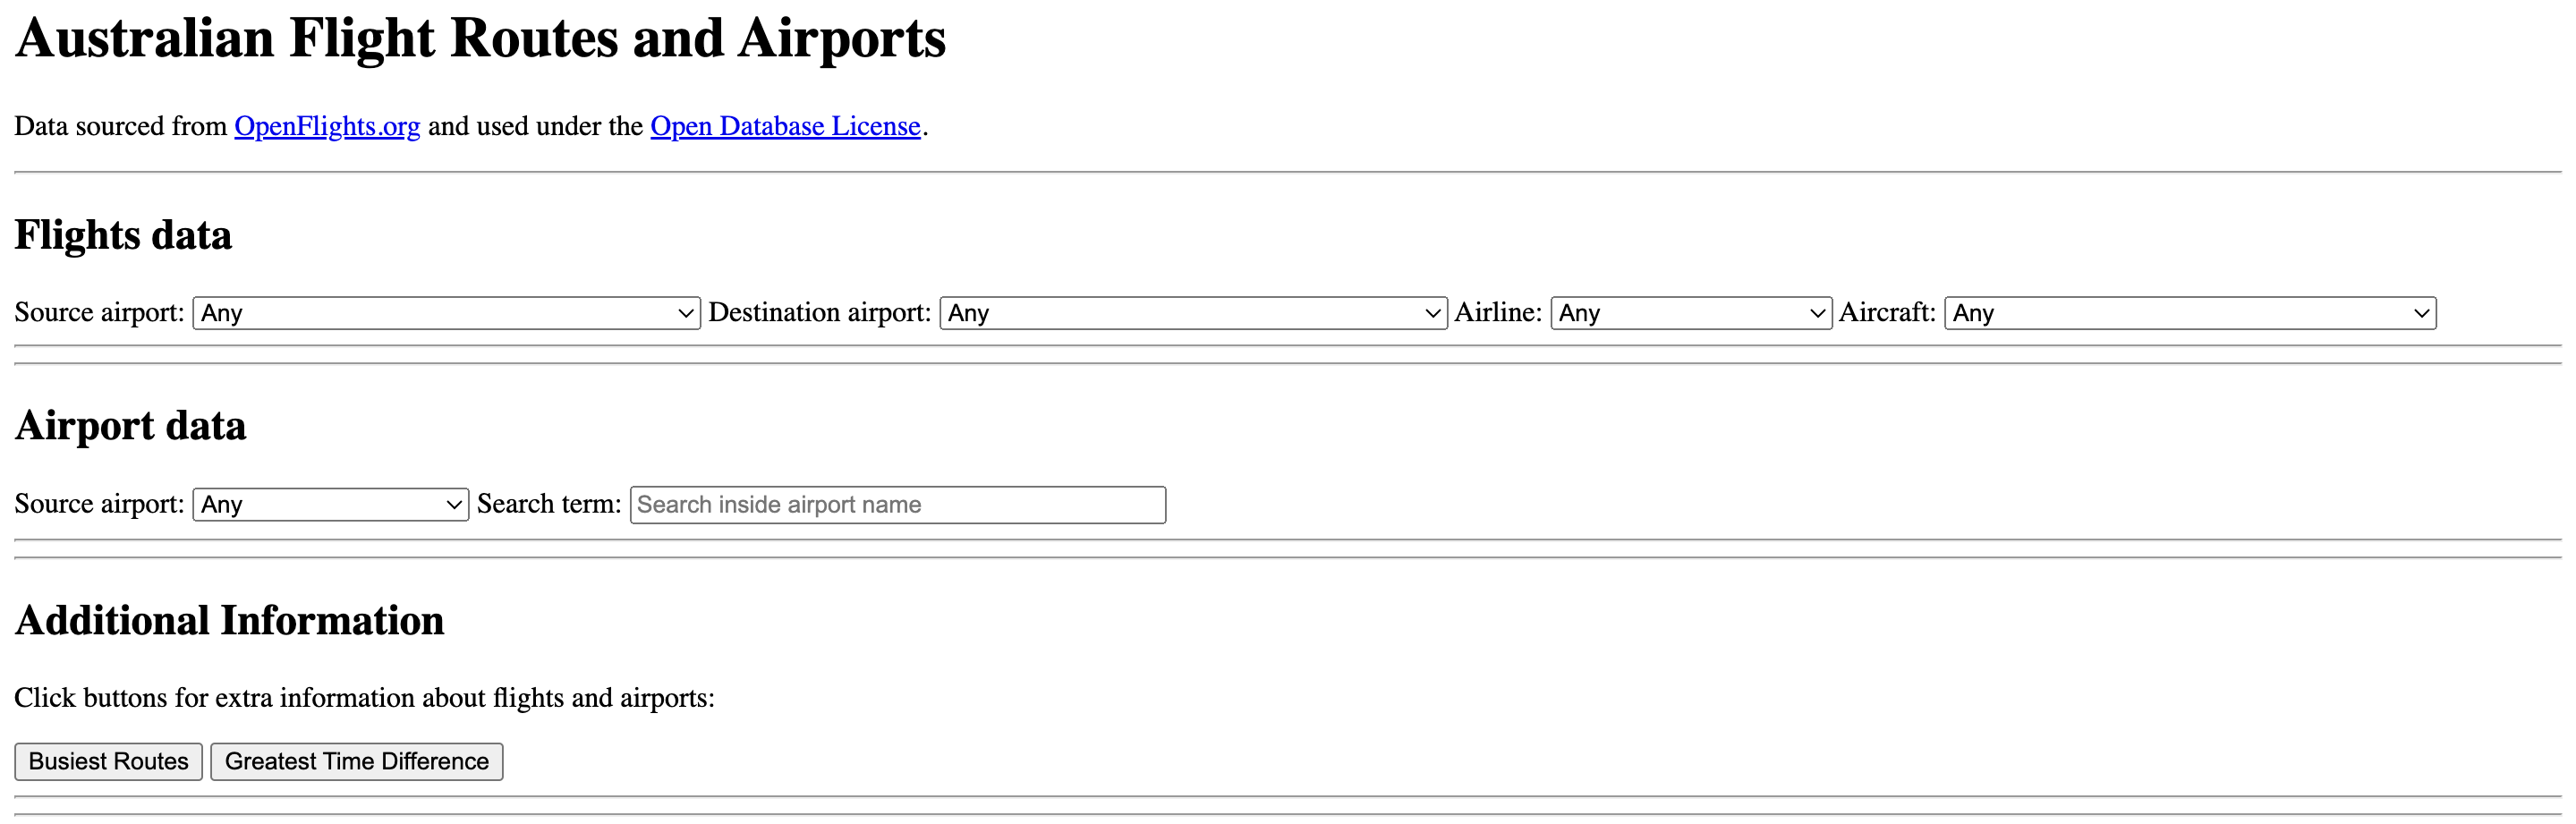 Australian Flight Routes and Airports
Data sourced from OpenFlights.org and used under the Open Database License.
Flights data
Source airport: Any Destination airport: Any Airline: Any Aircraft: Any
Airport data
Source airport: Any Search term: Search inside airport name
Additional Information
Click buttons for extra information about flights and airports:
Busiest Routes Greatest Time Difference